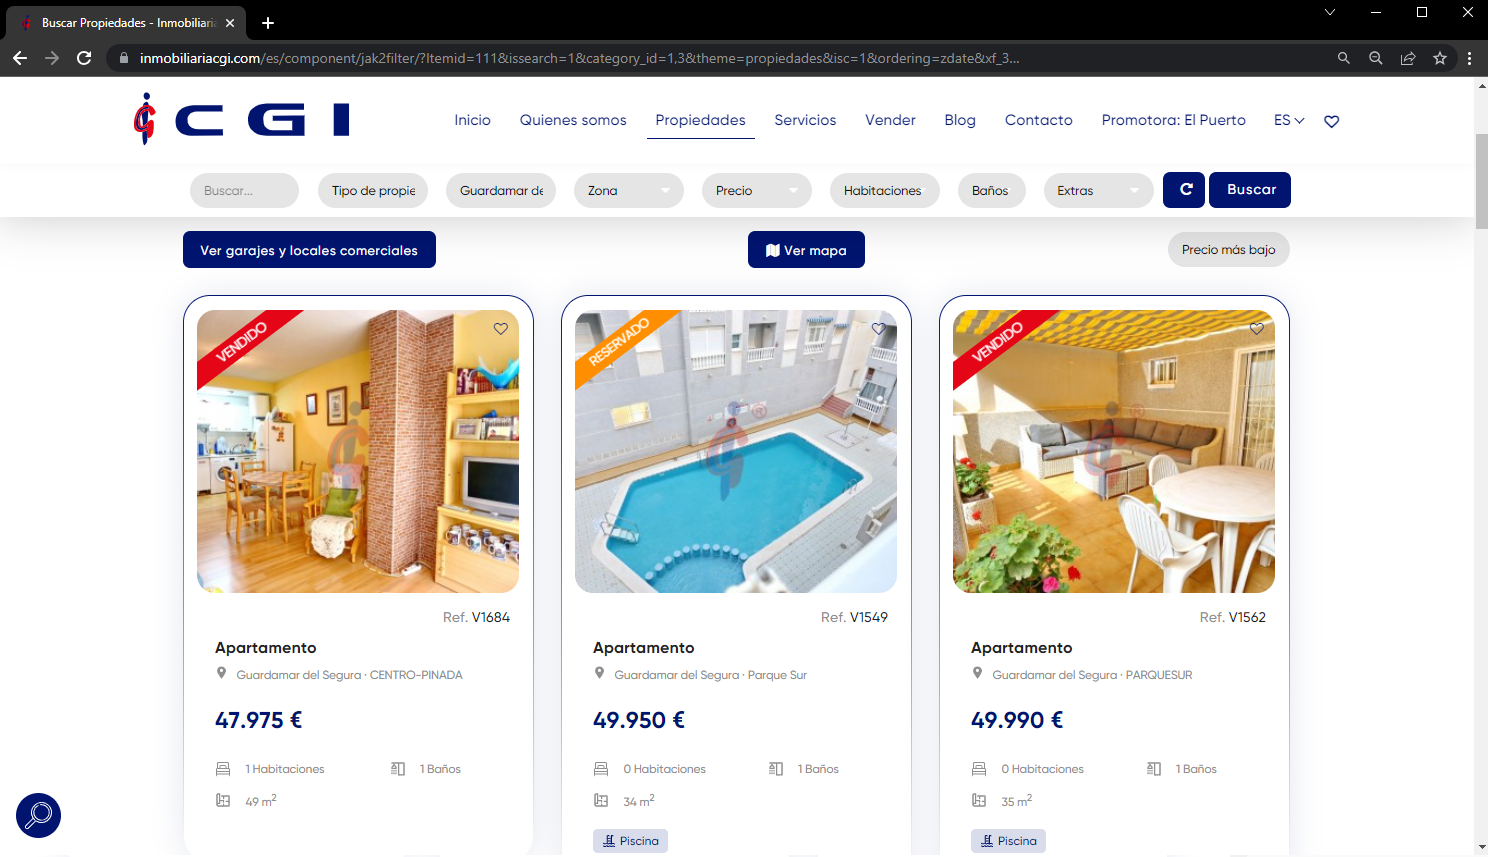 Buscar Propiedades - Inmobiliaria
inmobiliariacgi.com/es/component/jak2filter/?Itemid=111&issearch=1&category_id=1,3&theme=propiedades&isc=1&ordering=zdate&xf_3...
CGI
Inicio
Quienes somos
Propiedades
Servicios
Vender
Blog
Contacto
Promotora: El Puerto
ES
Buscar...
Tipo de propie
Guardamar de
Zona
Precio
Habitaciones
Baños
Extras
Buscar
Ver garajes y locales comerciales
Ver mapa
Precio más bajo
VENDIDO
RESERVADO
VENDIDO
Ref. V1684
Apartamento
Guardamar del Segura · CENTRO-PINADA
47.975 €
1 Habitaciones
1 Baños
49 m²
Ref. V1549
Apartamento
Guardamar del Segura · Parque Sur
49.950 €
0 Habitaciones
1 Baños
34 m²
Piscina
Ref. V1562
Apartamento
Guardamar del Segura · PARQUESUR
49.990 €
0 Habitaciones
1 Baños
35 m²
Piscina